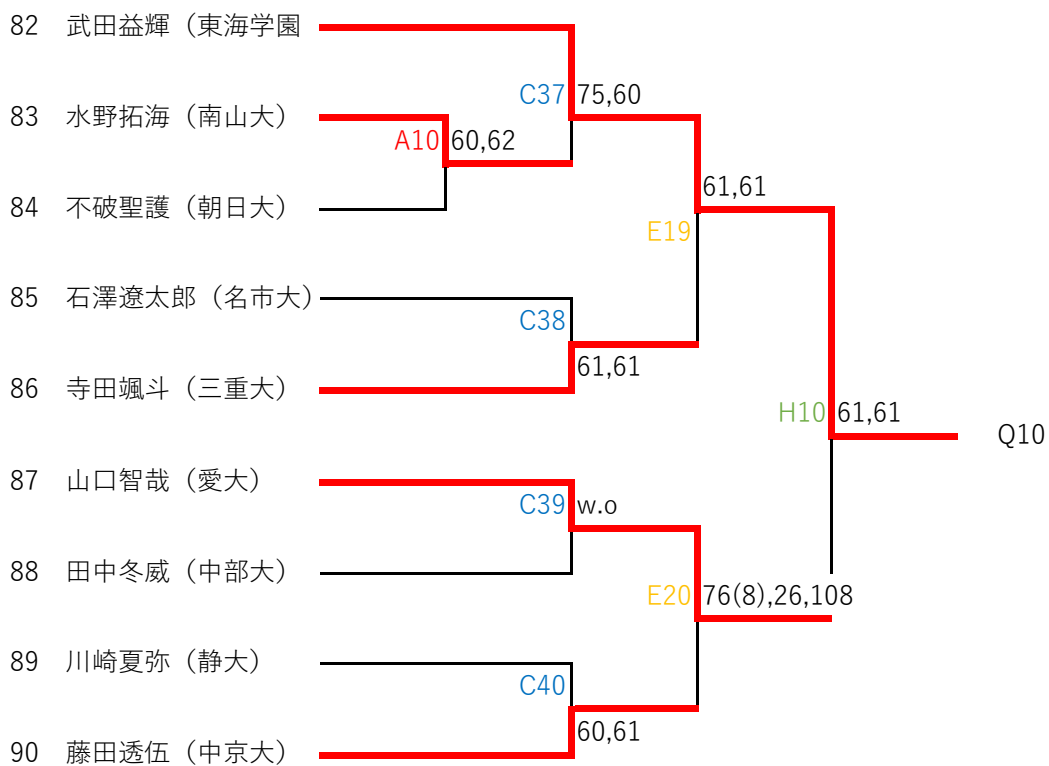 82 武田益輝（東海学園
C37 75,60
83 水野拓海（南山大）
A10 60,62
61,61
84 不破聖護（朝日大）
E19
85 石澤遼太郎（名市大）
C38
61,61
86 寺田颯斗（三重大）
H10 61,61
Q10
87 山口智哉（愛大）
C39 w.o
88 田中冬威（中部大）
E20 76(8),26,108
89 川崎夏弥（静大）
C40
60,61
90 藤田透伍（中京大）